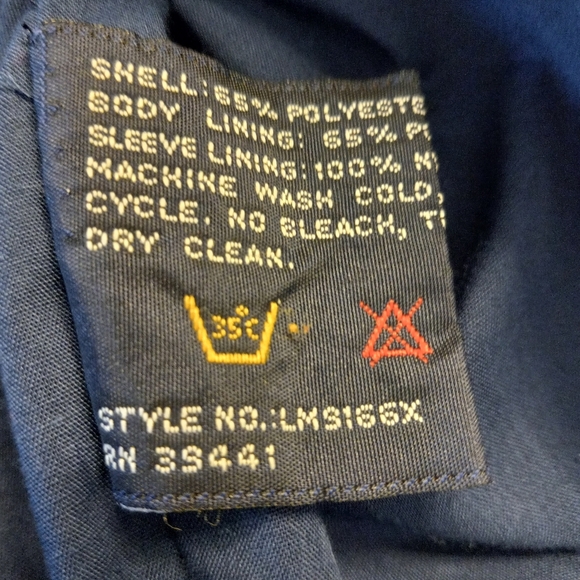 SHELL: 65% POLYESTE
BODY LINING: 65% P
SLEEVE LINING: 100% N
MACHINE WASH COLD,
CYCLE. NO BLEACH, T
DRY CLEAN.
35°C
STYLE NO.: LM9166X
RN 39441